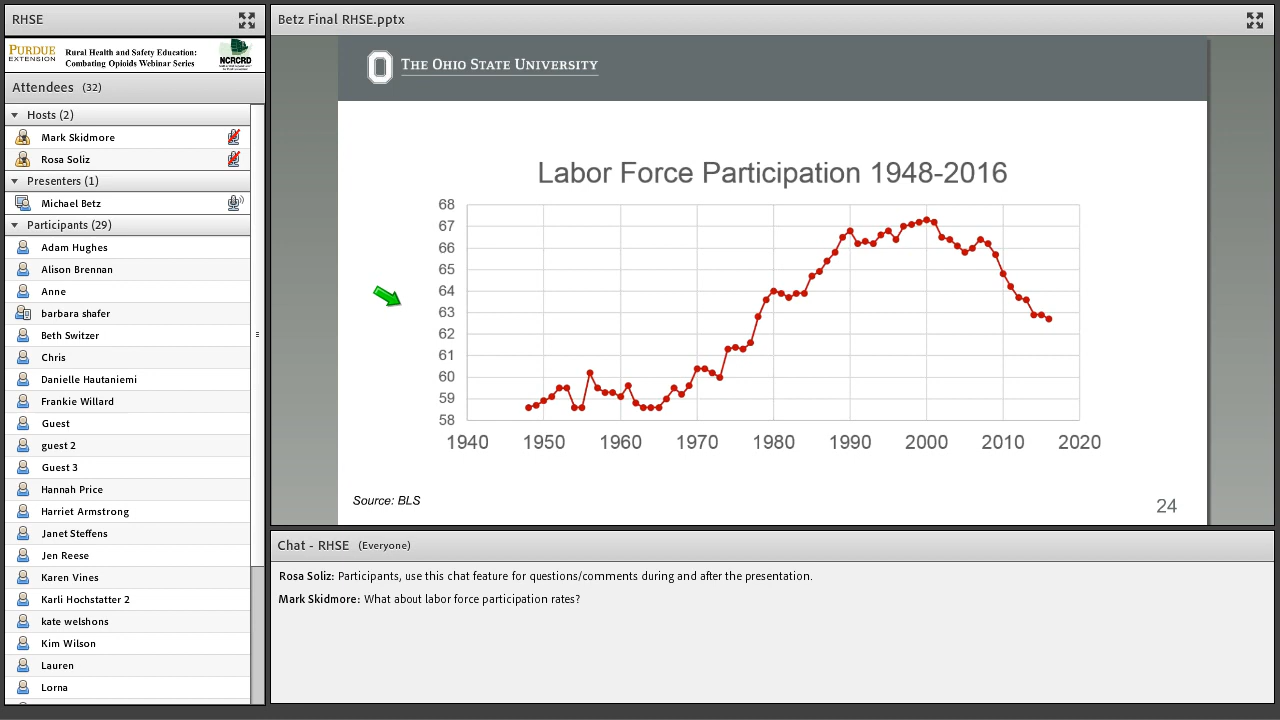 RHSE
PURDUE
EXTENSION
Rural Health and Safety Education:
Combating Opioids Webinar Series
NCRCRD
Attendees (32)
Hosts (2)
Mark Skidmore
Rosa Soliz
Presenters (1)
Michael Betz
Participants (29)
Adam Hughes
Alison Brennan
Anne
barbara shafer
Beth Switzer
Chris
Danielle Hautaniemi
Frankie Willard
Guest
guest 2
Guest 3
Hannah Price
Harriet Armstrong
Janet Steffens
Jen Reese
Karen Vines
Karli Hochstatter 2
kate welshons
Kim Wilson
Lauren
Lorna
Betz Final RHSE.pptx
THE OHIO STATE UNIVERSITY
Labor Force Participation 1948-2016
68
67
66
65
64
63
62
61
60
59
58
1940 1950 1960 1970 1980 1990 2000 2010 2020
Source: BLS
24
Chat - RHSE (Everyone)
Rosa Soliz: Participants, use this chat feature for questions/comments during and after the presentation.
Mark Skidmore: What about labor force participation rates?